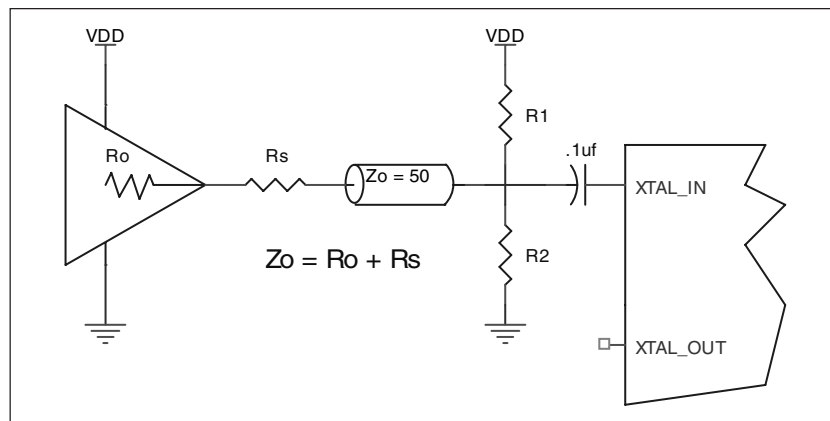 VDD
VDD
R1
Ro
Rs
.1uf
Zo = 50
XTAL_IN
Zo = Ro + Rs
R2
XTAL_OUT